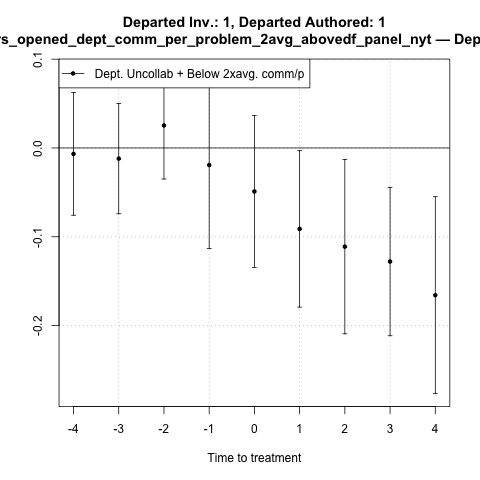 Departed Inv.: 1, Departed Authored: 1
rs_opened_dept_comm_per_problem_2avg_abovedf_panel_nyt — Dep
0.1
Dept. Uncollab + Below 2xavg. comm/p
0.0
-0.1
-0.2
-4 -3 -2 -1 0 1 2 3 4
Time to treatment